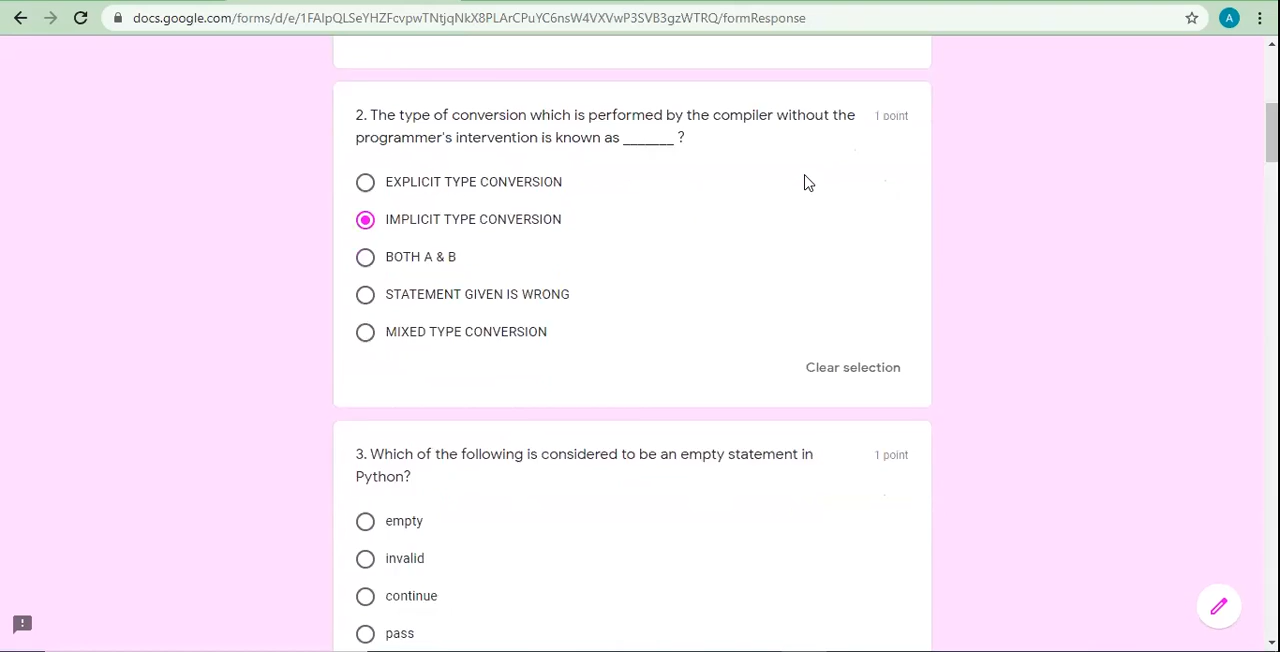 docs.google.com/forms/d/e/1FAIpQLSeYHZFcvpwTNtjqNkX8PLArCPuYC6nsW4VXVwP3SVB3gzWTRQ/formResponse
A
2. The type of conversion which is performed by the compiler without the
1 point
programmer's intervention is known as _______ ?
EXPLICIT TYPE CONVERSION
IMPLICIT TYPE CONVERSION
BOTH A & B
STATEMENT GIVEN IS WRONG
MIXED TYPE CONVERSION
Clear selection
3. Which of the following is considered to be an empty statement in
1 point
Python?
empty
invalid
continue
pass